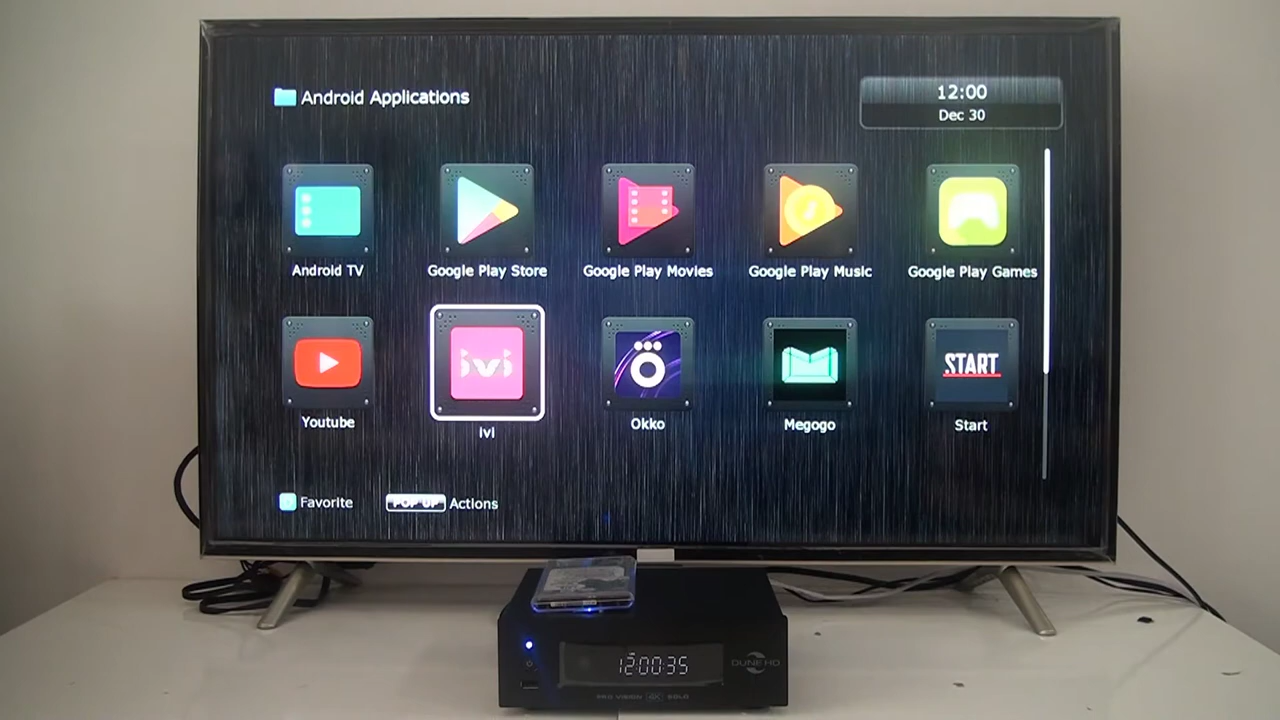 Android Applications
12:00
Dec 30
Android TV
Google Play Store
Google Play Movies
Google Play Music
Google Play Games
ivi
START
Youtube
ivi
Okko
Megogo
Start
Favorite
POP UP Actions
12:00:35
DUNE HD
PRO VISION 4K SOLO